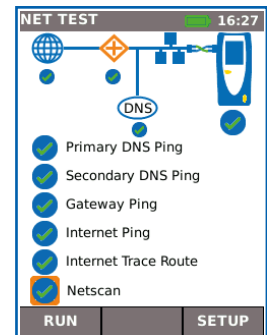 NET TEST 16:27
DNS
Primary DNS Ping
Secondary DNS Ping
Gateway Ping
Internet Ping
Internet Trace Route
Netscan
RUN SETUP